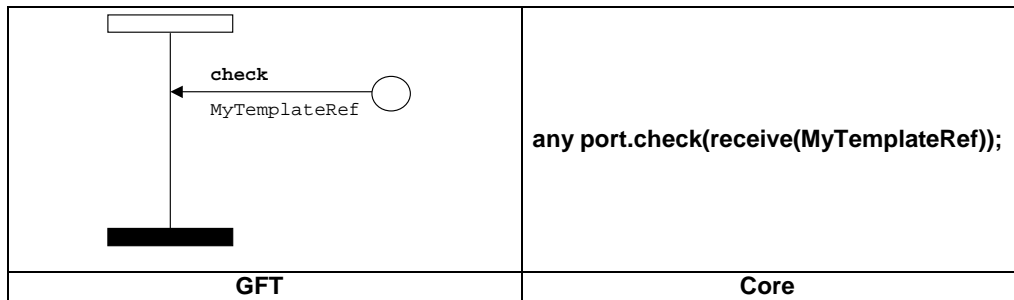 check
MyTemplateRef
any port.check(receive(MyTemplateRef));
GFT
Core